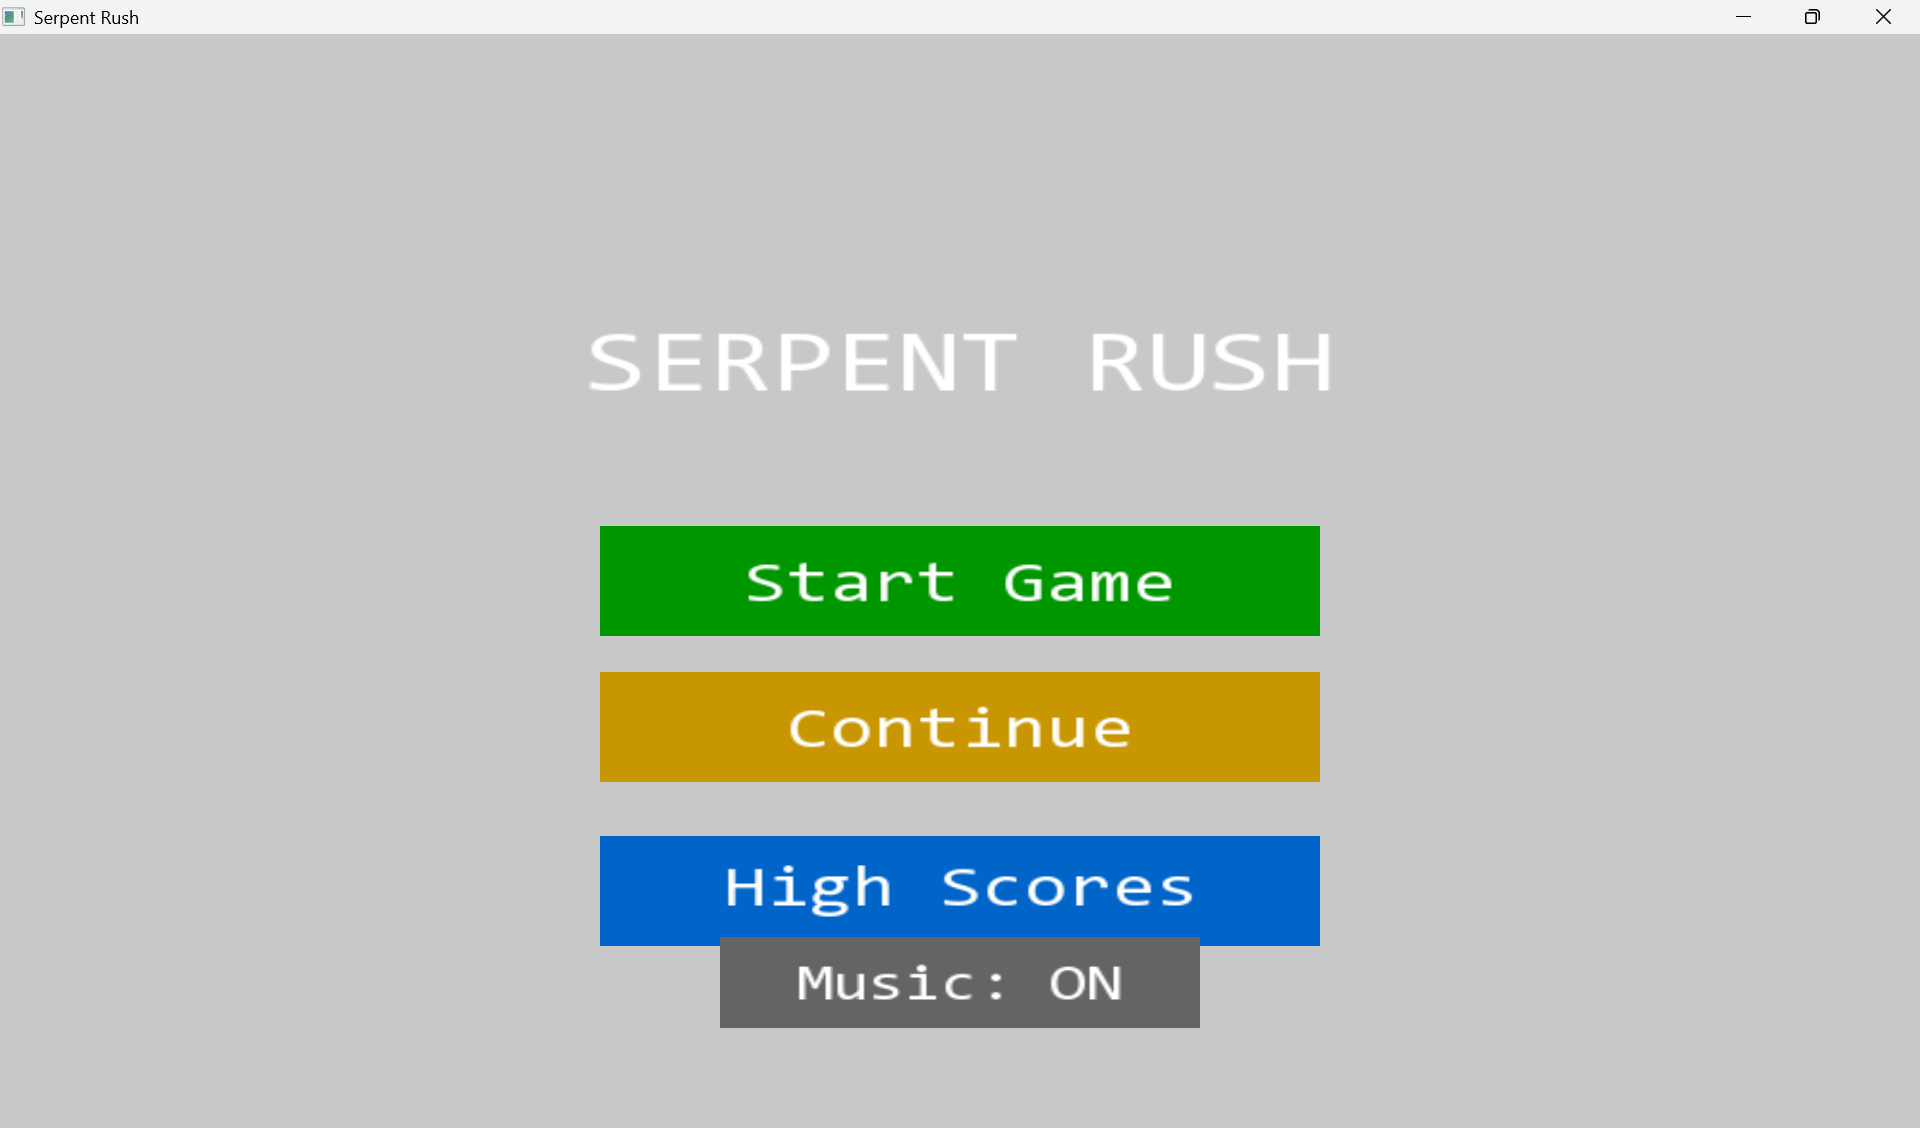 Serpent Rush
SERPENT RUSH
Start Game
Continue
High Scores
Music: ON